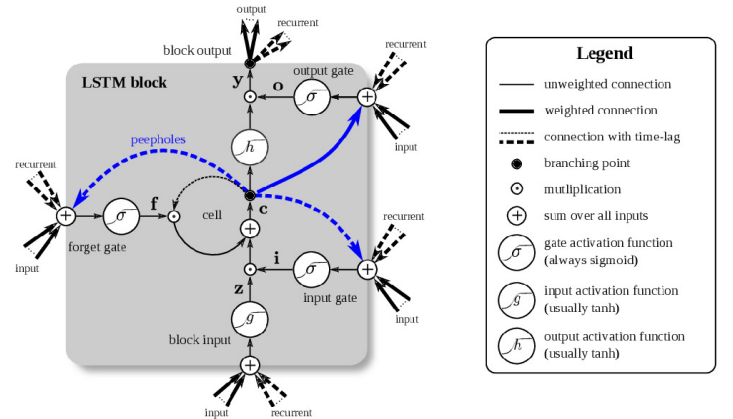 output
recurrent
block output
recurrent
y
output gate
LSTM block
o
σ
+
h
input
peepholes
recurrent
c
recurrent
f
cell
+
σ
+
forget gate
i
σ
+
input
z
input gate
g
input
block input
+
input
recurrent
Legend
unweighted connection
weighted connection
connection with time-lag
branching point
mutliplication
+
sum over all inputs
σ
gate activation function
(always sigmoid)
g
input activation function
(usually tanh)
h
output activation function
(usually tanh)